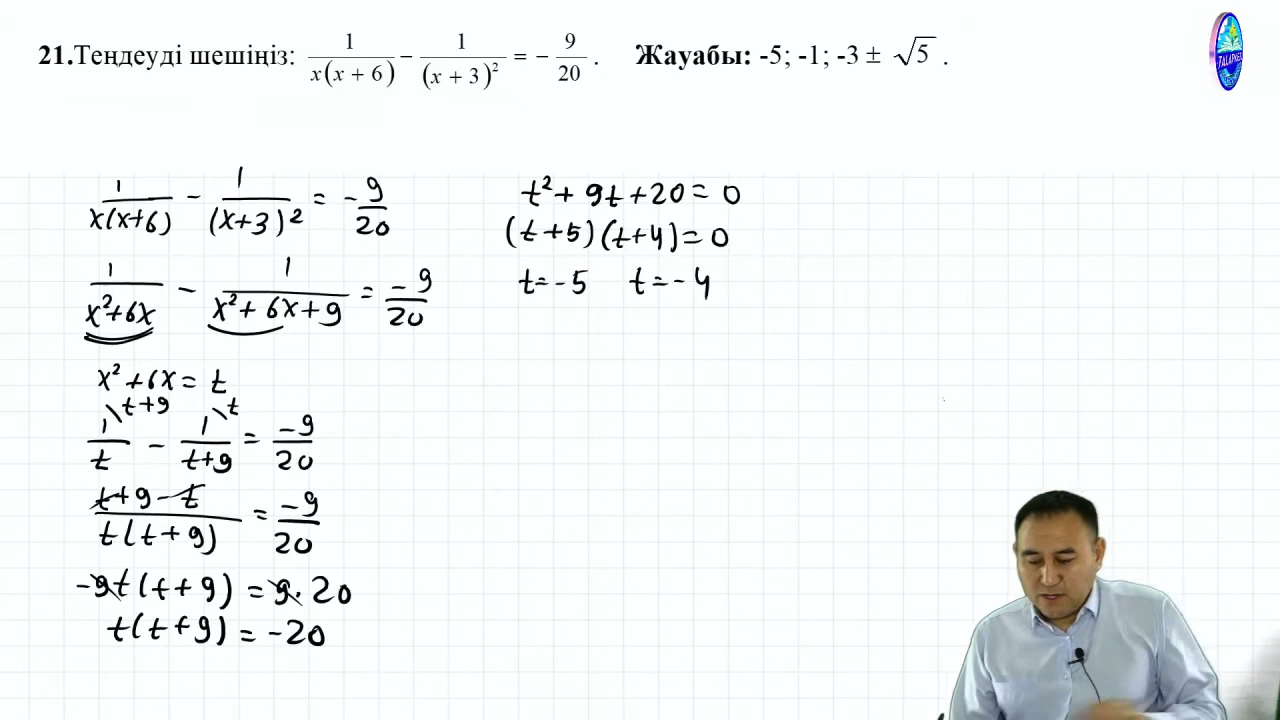 21.Теңдеуді шешіңіз: 1/(x(x + 6)) − 1/(x + 3)² = − 9/20 . Жауабы: -5; -1; -3 ± √5 .
TALAPKER
1/(x(x+6)) − 1/(x+3)² = −9/20
1/(x²+6x) − 1/(x²+6x+9) = −9/20
x²+6x = t
1\t+9/t − 1\t/(t+9) = −9/20
(t+9−t)/(t(t+9)) = −9/20
−9t(t+9) = 9·20
t(t+9) = −20
t²+9t+20=0
(t+5)(t+4)=0
t=−5 t=−4